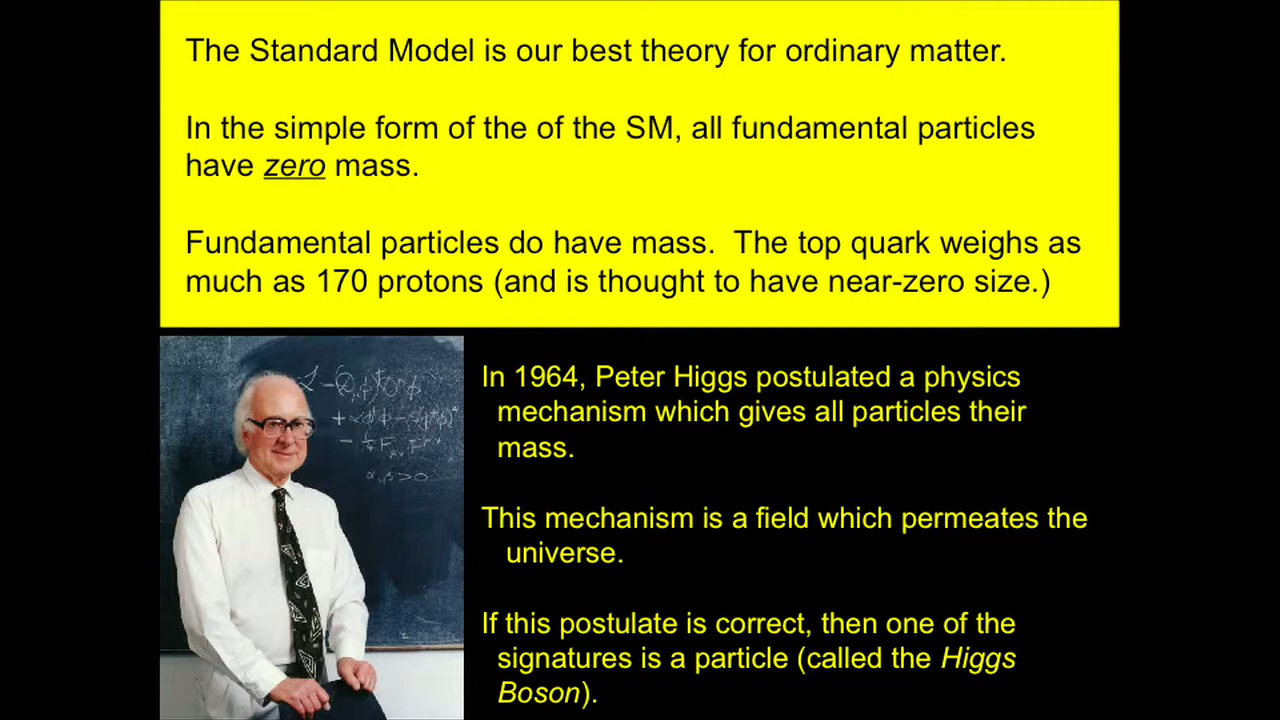 The Standard Model is our best theory for ordinary matter.
In the simple form of the of the SM, all fundamental particles
have zero mass.
Fundamental particles do have mass.  The top quark weighs as
much as 170 protons (and is thought to have near-zero size.)
In 1964, Peter Higgs postulated a physics
mechanism which gives all particles their
mass.
This mechanism is a field which permeates the
universe.
If this postulate is correct, then one of the
signatures is a particle (called the Higgs
Boson).